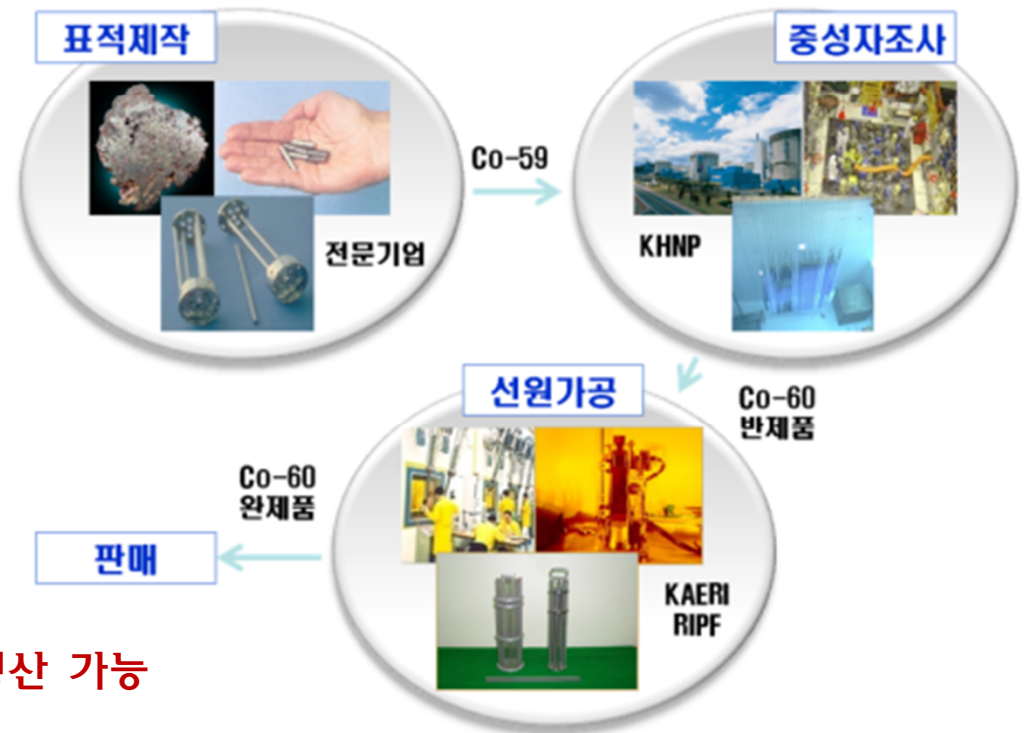 표적제작
중성자조사
Co-59
전문기업
KHNP
선원가공
Co-60
반제품
Co-60
완제품
판매
KAERI
RIPF
산 가능